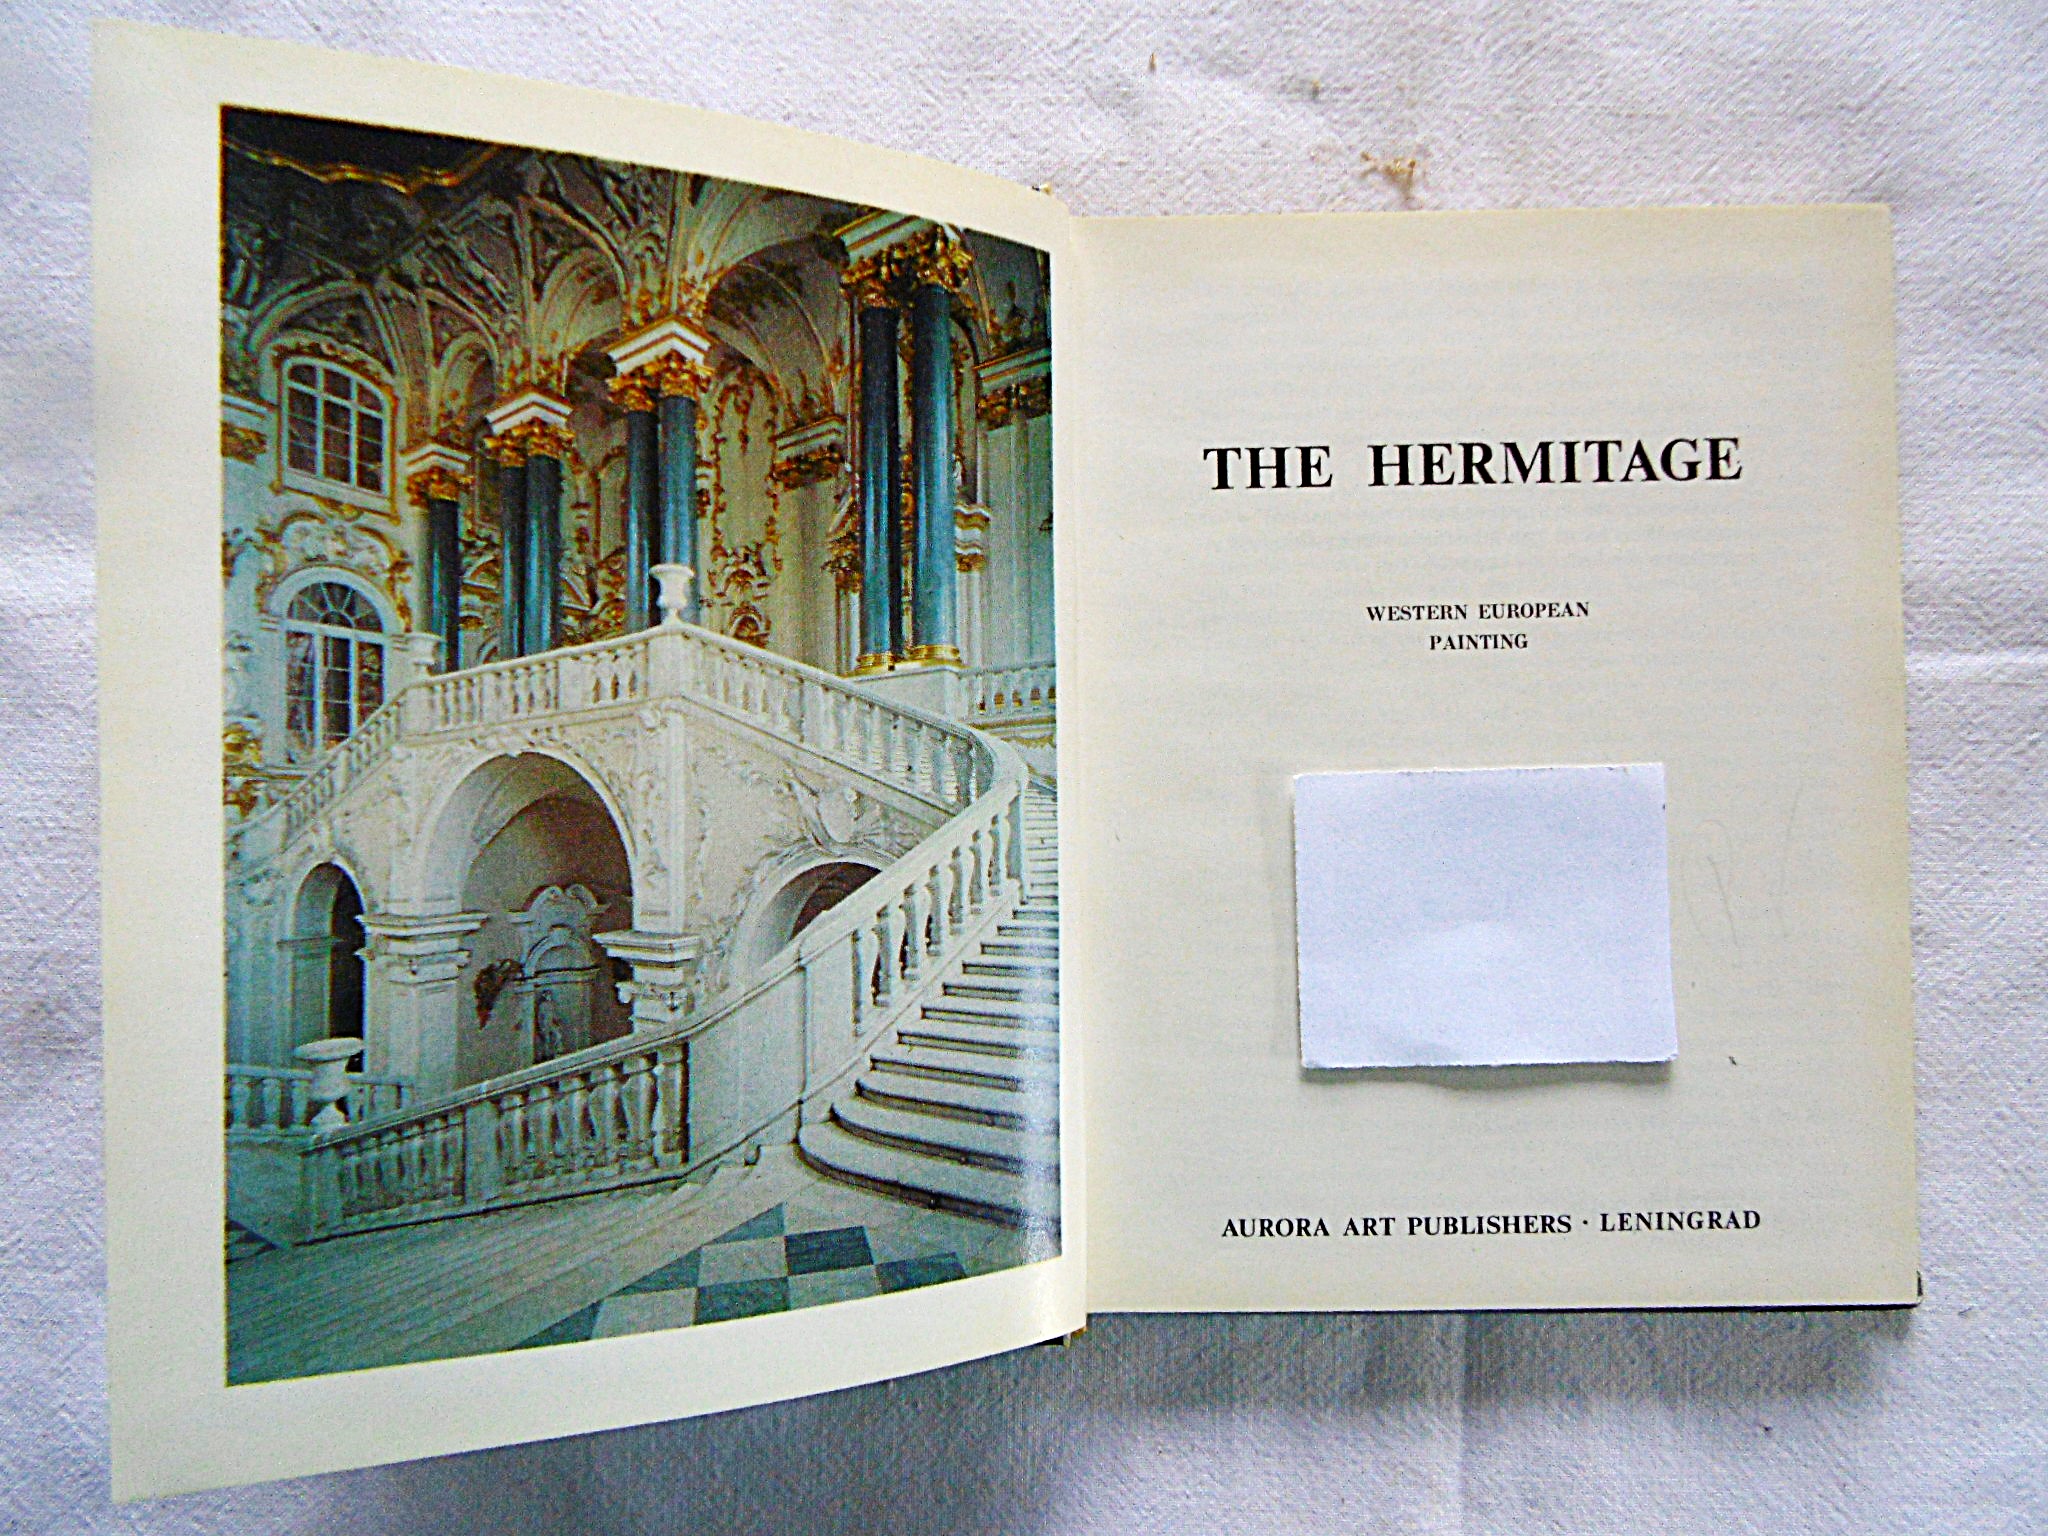 THE HERMITAGE
WESTERN EUROPEAN
PAINTING
AURORA ART PUBLISHERS · LENINGRAD